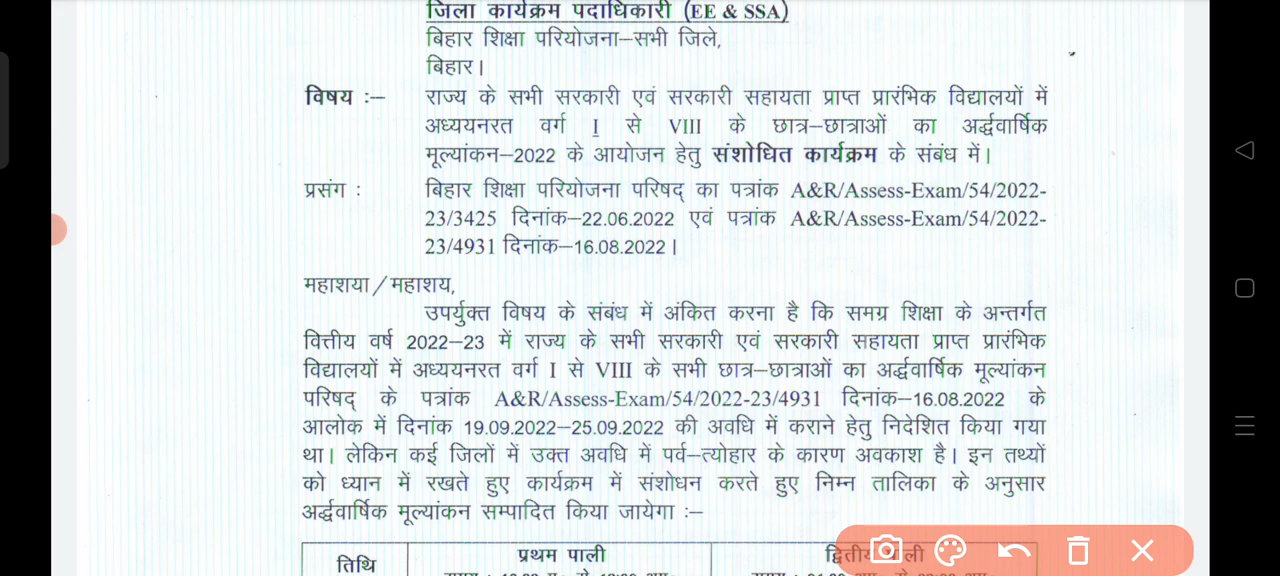 जिला कार्यक्रम पदाधिकारी (EE & SSA)
बिहार शिक्षा परियोजना–सभी जिले,
बिहार।
विषय :– राज्य के सभी सरकारी एवं सरकारी सहायता प्राप्त प्रारंभिक विद्यालयों में
अध्ययनरत वर्ग I से VIII के छात्र–छात्राओं का अर्द्धवार्षिक
मूल्यांकन–2022 के आयोजन हेतु संशोधित कार्यक्रम के संबंध में।
प्रसंग : बिहार शिक्षा परियोजना परिषद् का पत्रांक A&R/Assess-Exam/54/2022-
23/3425 दिनांक–22.06.2022 एवं पत्रांक A&R/Assess-Exam/54/2022-
23/4931 दिनांक–16.08.2022।
महाशया/महाशय,
उपर्युक्त विषय के संबंध में अंकित करना है कि समग्र शिक्षा के अन्तर्गत
वित्तीय वर्ष 2022–23 में राज्य के सभी सरकारी एवं सरकारी सहायता प्राप्त प्रारंभिक
विद्यालयों में अध्ययनरत वर्ग I से VIII के सभी छात्र–छात्राओं का अर्द्धवार्षिक मूल्यांकन
परिषद् के पत्रांक A&R/Assess-Exam/54/2022-23/4931 दिनांक–16.08.2022 के
आलोक में दिनांक 19.09.2022–25.09.2022 की अवधि में कराने हेतु निदेशित किया गया
था। लेकिन कई जिलों में उक्त अवधि में पर्व–त्योहार के कारण अवकाश है। इन तथ्यों
को ध्यान में रखते हुए कार्यक्रम में संशोधन करते हुए निम्न तालिका के अनुसार
अर्द्धवार्षिक मूल्यांकन सम्पादित किया जायेगा :–
तिथि प्रथम पाली द्वितीय पाली